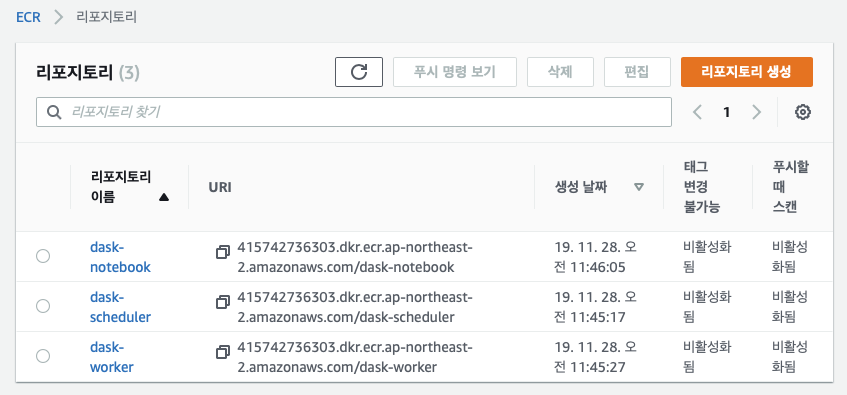 ECR > 리포지토리
리포지토리 (3)
푸시 명령 보기
삭제
편집
리포지토리 생성
리포지토리 찾기
1
리포지토리
이름
URI
생성 날짜
태그
변경
불가능
푸시할
때
스캔
dask-
notebook
415742736303.dkr.ecr.ap-northeast-
2.amazonaws.com/dask-notebook
19. 11. 28. 오
전 11:46:05
비활성화
됨
비활성
화됨
dask-
scheduler
415742736303.dkr.ecr.ap-northeast-
2.amazonaws.com/dask-scheduler
19. 11. 28. 오
전 11:45:17
비활성화
됨
비활성
화됨
dask-
worker
415742736303.dkr.ecr.ap-northeast-
2.amazonaws.com/dask-worker
19. 11. 28. 오
전 11:45:27
비활성화
됨
비활성
화됨